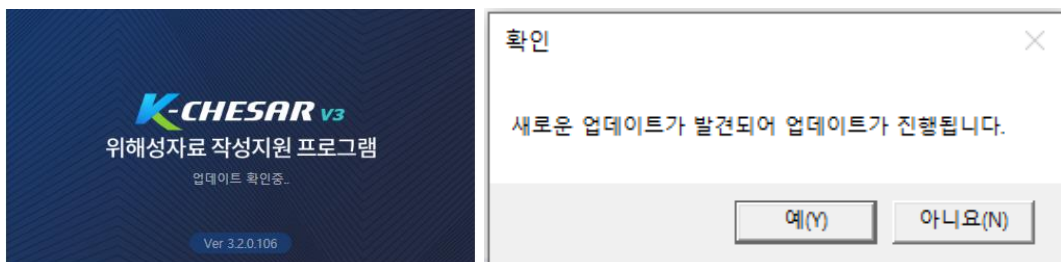 K-CHESAR V3
위해성자료 작성지원 프로그램
업데이트 확인중..
Ver 3.2.0.106
확인
새로운 업데이트가 발견되어 업데이트가 진행됩니다.
예(Y)
아니요(N)